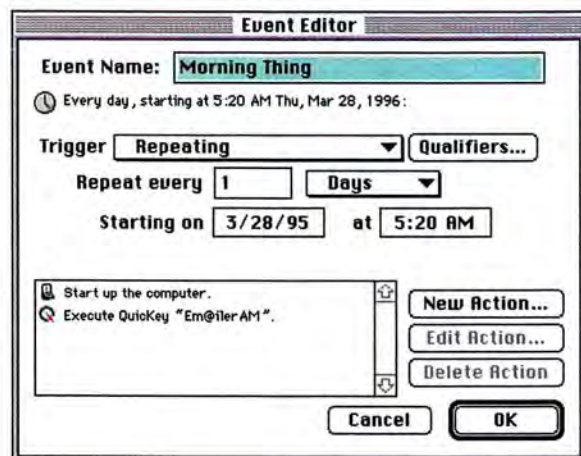 Event Editor
Event Name: Morning Thing
Every day, starting at 5:20 AM Thu, Mar 28, 1996:
Trigger Repeating Qualifiers...
Repeat every 1 Days
Starting on 3/28/95 at 5:20 AM
Start up the computer.
Execute QuicKey "Em@ilerAM".
New Action...
Edit Action...
Delete Action
Cancel OK